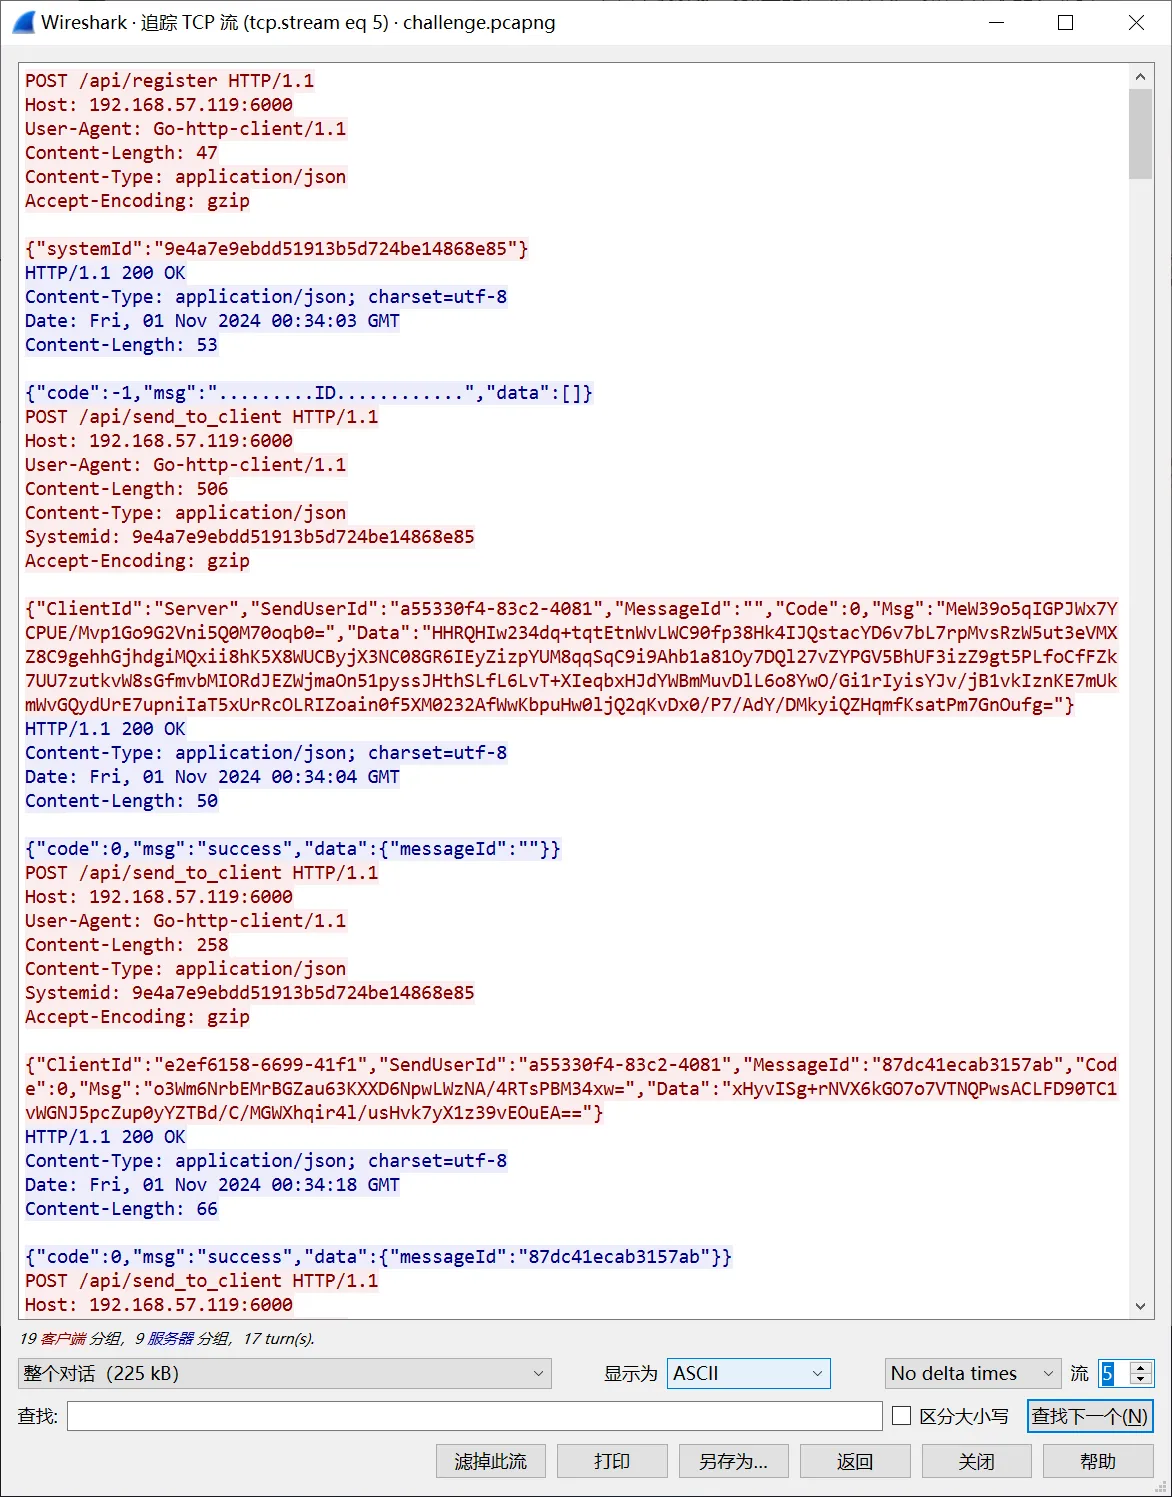 Wireshark · 追踪 TCP 流 (tcp.stream eq 5) · challenge.pcapng
POST /api/register HTTP/1.1
Host: 192.168.57.119:6000
User-Agent: Go-http-client/1.1
Content-Length: 47
Content-Type: application/json
Accept-Encoding: gzip
{"systemId":"9e4a7e9ebdd51913b5d724be14868e85"}
HTTP/1.1 200 OK
Content-Type: application/json; charset=utf-8
Date: Fri, 01 Nov 2024 00:34:03 GMT
Content-Length: 53
{"code":-1,"msg":".........ID............","data":[]}
POST /api/send_to_client HTTP/1.1
Host: 192.168.57.119:6000
User-Agent: Go-http-client/1.1
Content-Length: 506
Content-Type: application/json
Systemid: 9e4a7e9ebdd51913b5d724be14868e85
Accept-Encoding: gzip
{"ClientId":"Server","SendUserId":"a55330f4-83c2-4081","MessageId":"","Code":0,"Msg":"MeW39o5qIGPJWx7Y
CPUE/Mvp1Go9G2Vni5Q0M70oqb0=","Data":"HHRQHIw234dq+tqtEtnWvLWC90fp38Hk4IJQstacYD6v7bL7rpMvsRzW5ut3eVMX
Z8C9gehhGjhdgiMQxii8hK5X8WUCByjX3NC08GR6IEyZizpYUM8qqSqC9i9Ahb1a81Oy7DQl27vZYPGV5BhUF3izZ9gt5PLfoCfFZk
7UU7zutkvW8sGfmvbMIORdJEZWjmaOn51pyssJHthSLfL6LvT+XIeqbxHJdYWBmMuvDlL6o8YwO/Gi1rIyisYJv/jB1vkIznKE7mUk
mWvGQydUrE7upniIaT5xUrRcOLRIZoain0f5XM0232AfWwKbpuHw0ljQ2qKvDx0/P7/AdY/DMkyiQZHqmfKsatPm7GnOufg="}
HTTP/1.1 200 OK
Content-Type: application/json; charset=utf-8
Date: Fri, 01 Nov 2024 00:34:04 GMT
Content-Length: 50
{"code":0,"msg":"success","data":{"messageId":""}}
POST /api/send_to_client HTTP/1.1
Host: 192.168.57.119:6000
User-Agent: Go-http-client/1.1
Content-Length: 258
Content-Type: application/json
Systemid: 9e4a7e9ebdd51913b5d724be14868e85
Accept-Encoding: gzip
{"ClientId":"e2ef6158-6699-41f1","SendUserId":"a55330f4-83c2-4081","MessageId":"87dc41ecab3157ab","Cod
e":0,"Msg":"o3Wm6NrbEMrBGZau63KXXD6NpwLWzNA/4RTsPBM34xw=","Data":"xHyvISg+rNVX6kGO7o7VTNQPwsACLFD90TC1
vWGNJ5pcZup0yYZTBd/C/MGWXhqir4l/usHvk7yX1z39vEOuEA=="}
HTTP/1.1 200 OK
Content-Type: application/json; charset=utf-8
Date: Fri, 01 Nov 2024 00:34:18 GMT
Content-Length: 66
{"code":0,"msg":"success","data":{"messageId":"87dc41ecab3157ab"}}
POST /api/send_to_client HTTP/1.1
Host: 192.168.57.119:6000
19 客户端 分组，9 服务器 分组，17 turn(s).
整个对话（225 kB） 显示为 ASCII No delta times 流 5
查找: 区分大小写 查找下一个(N)
滤掉此流 打印 另存为… 返回 关闭 帮助